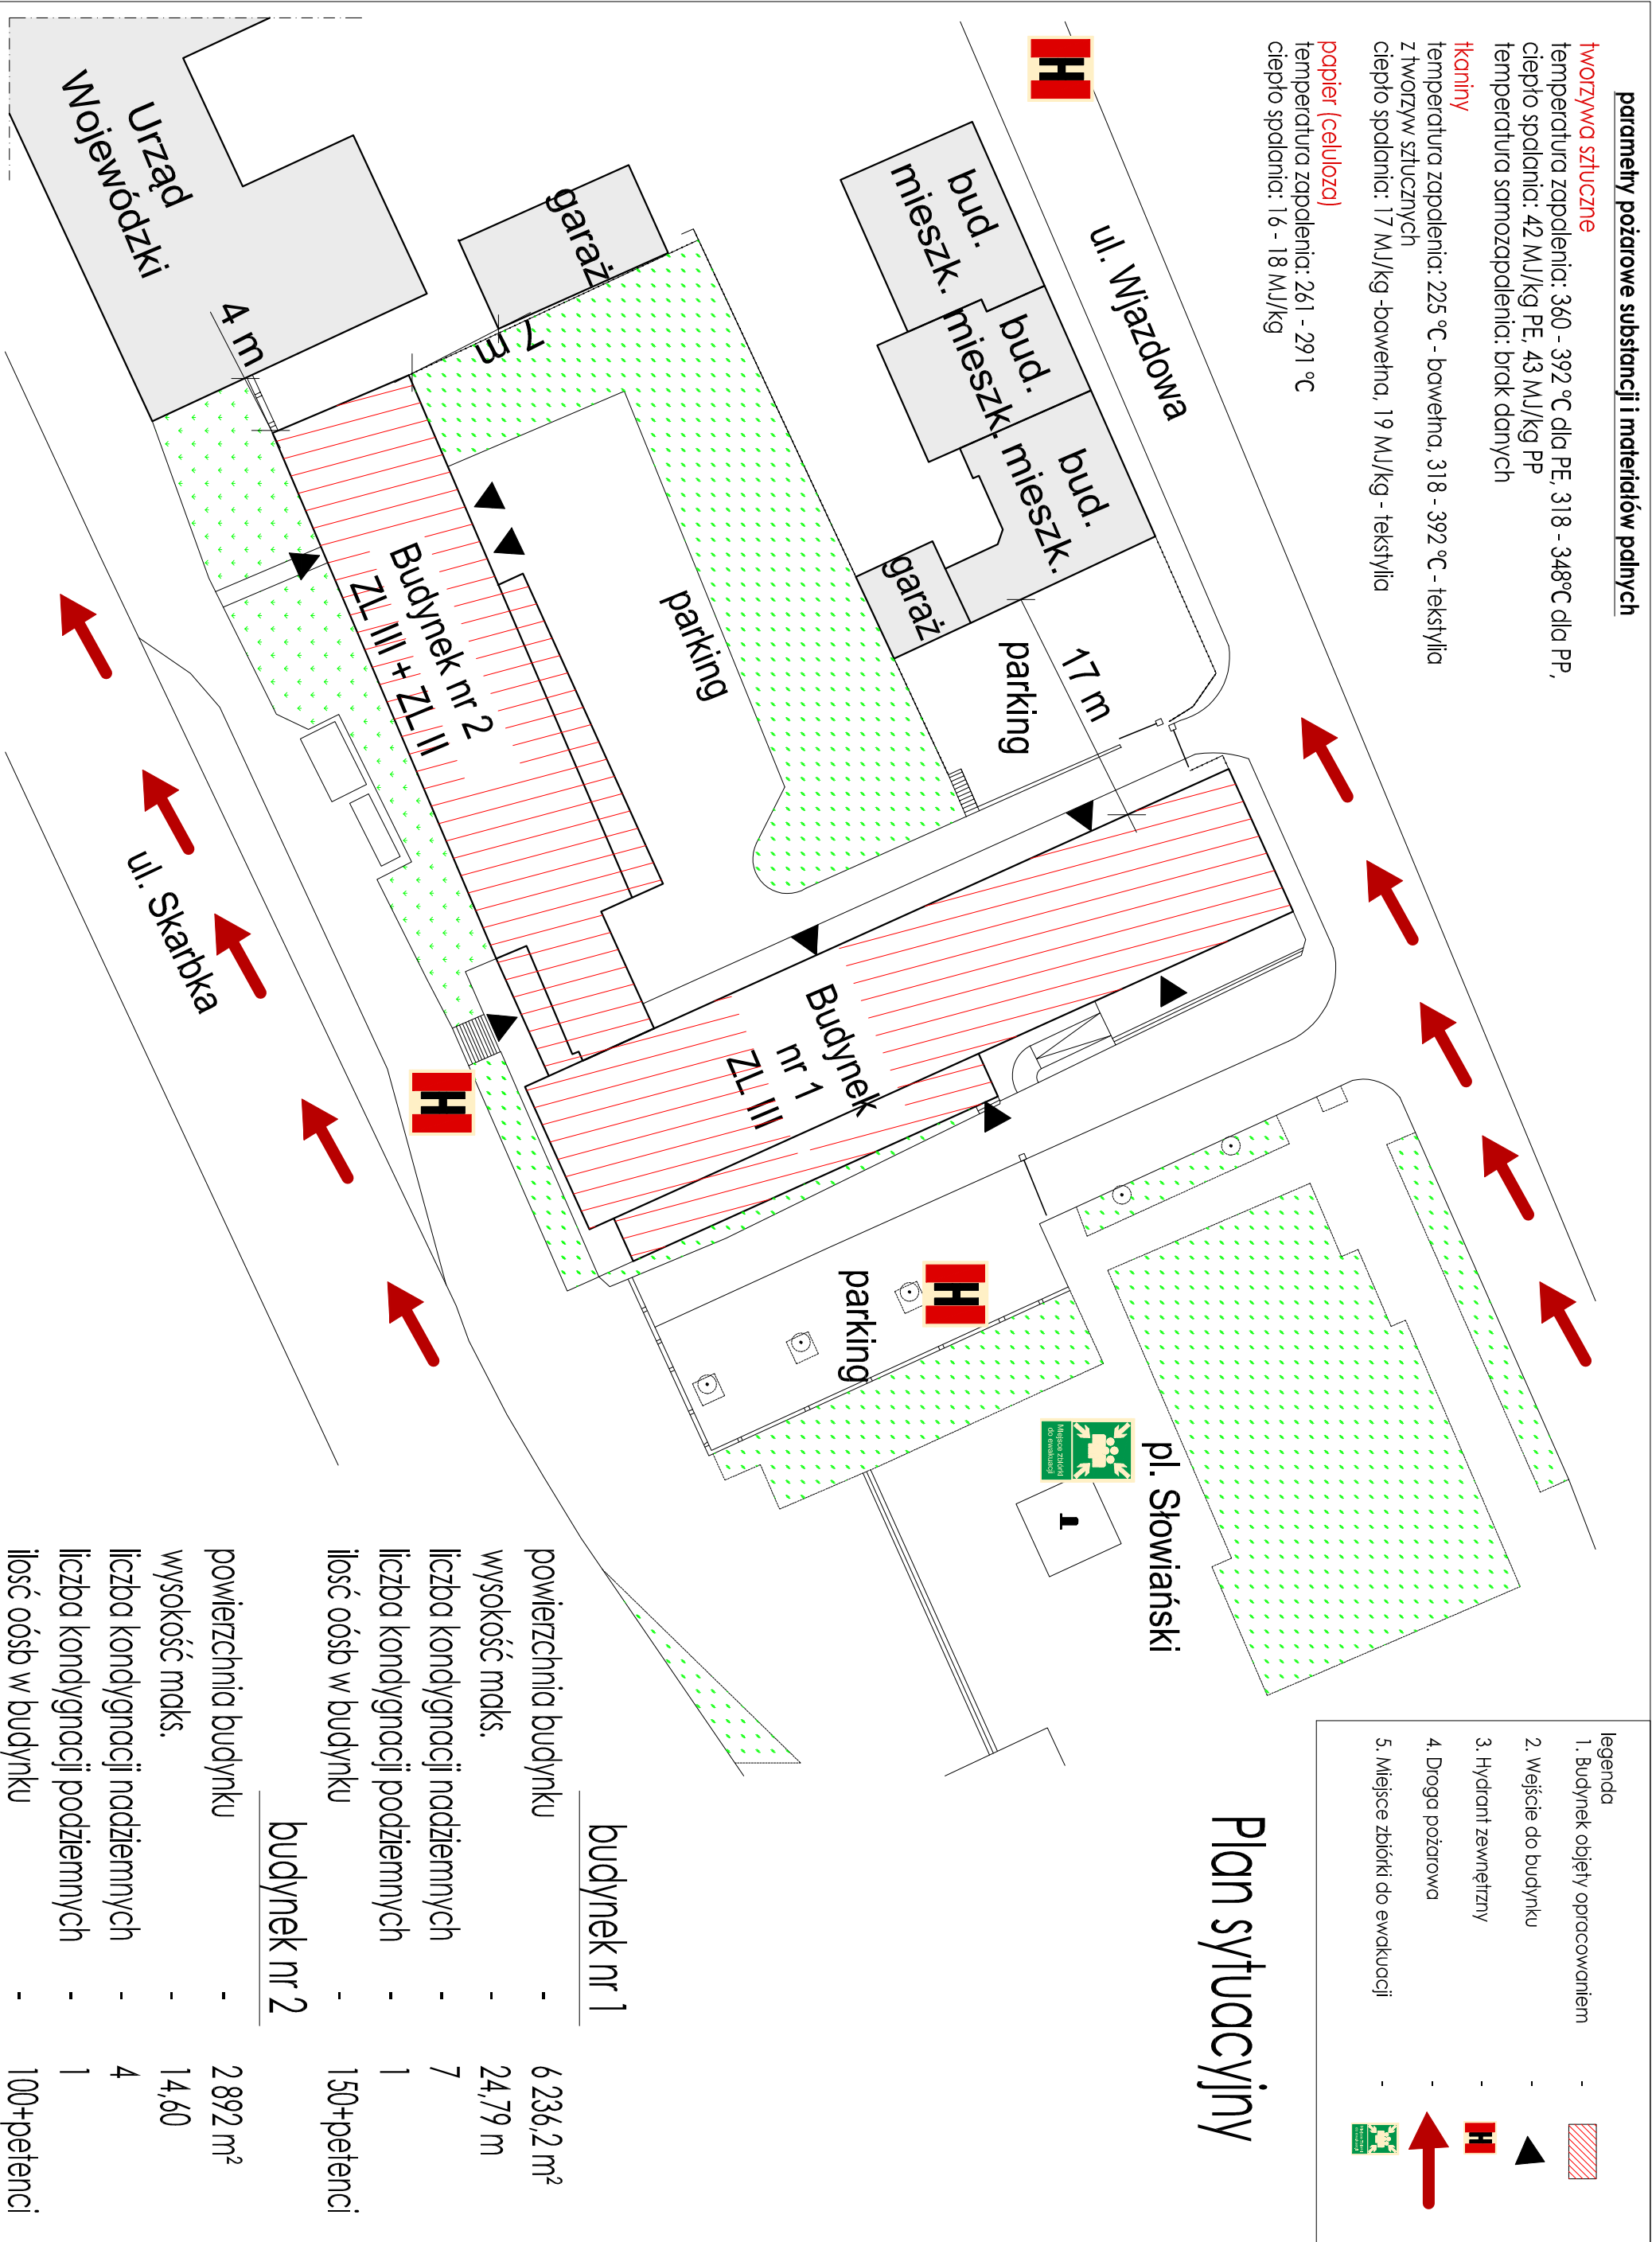 parametry pożarowe substancji i materiałów palnych
tworzywa sztuczne
temperatura zapalenia: 360 - 392 °C dla PE, 318 - 348°C dla PP,
ciepło spalania: 42 MJ/kg PE, 43 MJ/kg PP
temperatura samozapalenia: brak danych
tkaniny
temperatura zapalenia: 225 °C - bawełna, 318 - 392 °C - tekstylia
z tworzyw sztucznych
ciepło spalania: 17 MJ/kg -bawełna, 19 MJ/kg - tekstylia
papier (celuloza)
temperatura zapalenia: 261 - 291 °C
ciepło spalania: 16 - 18 MJ/kg
H
ul. Wjazdowa
bud.
mieszk.
bud.
mieszk.
bud.
mieszk.
garaż
parking
17 m
garaż
7 m
parking
Urząd
Wojewódzki
4 m
Budynek nr 2
ZL III + ZL II
Budynek
nr 1
ZL III
ul. Skarbka
H
parking
H
Miejsce zbiórki
do ewakuacji
pl. Słowiański
legenda
1. Budynek objęty opracowaniem -
2. Wejście do budynku -
3. Hydrant zewnętrzny - H
4. Droga pożarowa -
5. Miejsce zbiórki do ewakuacji -
Plan sytuacyjny
budynek nr 1
powierzchnia budynku - 6 236,2 m²
wysokość maks. - 24,79 m
liczba kondygnacji nadziemnych - 7
liczba kondygnacji podziemnych - 1
ilość oósb w budynku - 150+petenci
budynek nr 2
powierzchnia budynku - 2 892 m²
wysokość maks. - 14,60
liczba kondygnacji nadziemnych - 4
liczba kondygnacji podziemnych - 1
ilość oósb w budynku - 100+petenci